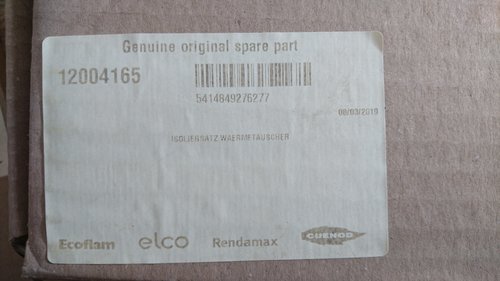 Genuine original spare part
12004165
5414849276277
08/03/2019
ISOLIERSATZ WAERMETAUSCHER
Ecoflam elco Rendamax CUENOD